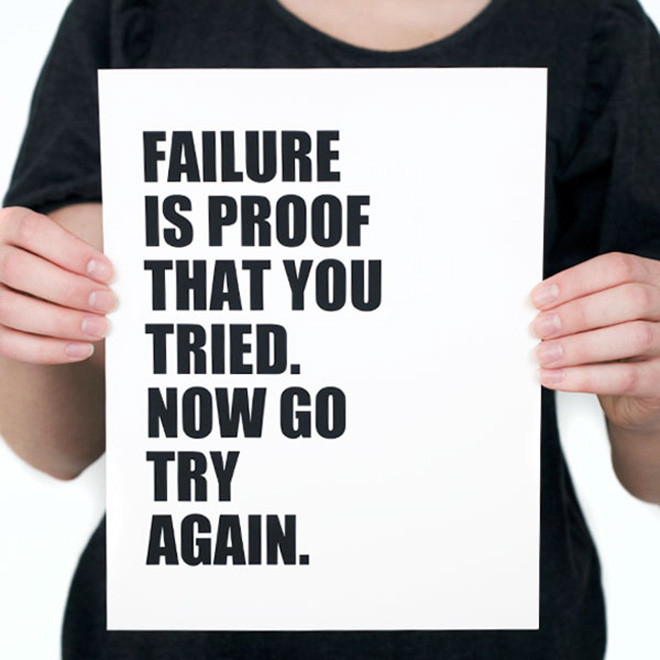 FAILURE
IS PROOF
THAT YOU
TRIED.
NOW GO
TRY
AGAIN.